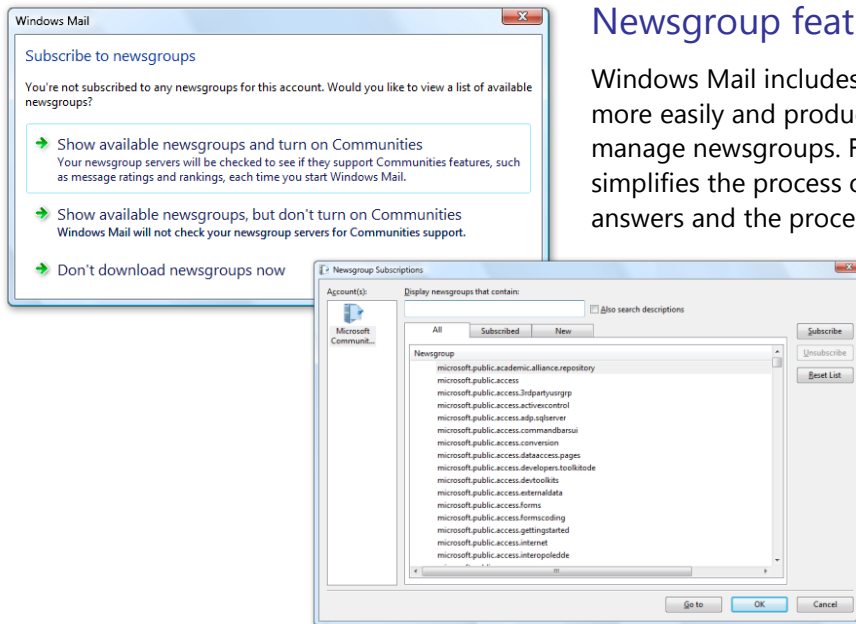 Windows Mail
Subscribe to newsgroups
You're not subscribed to any newsgroups for this account. Would you like to view a list of available
newsgroups?
Show available newsgroups and turn on Communities
Your newsgroup servers will be checked to see if they support Communities features, such
as message ratings and rankings, each time you start Windows Mail.
Show available newsgroups, but don't turn on Communities
Windows Mail will not check your newsgroup servers for Communities support.
Don't download newsgroups now
Newsgroup feat
Windows Mail includes
more easily and produ
manage newsgroups. F
simplifies the process o
answers and the proce
Newsgroup Subscriptions
Account(s):
Display newsgroups that contain:
Also search descriptions
Microsoft
Communit...
All Subscribed New
Subscribe
Unsubscribe
Reset List
Newsgroup
microsoft.public.academic.alliance.repository
microsoft.public.access
microsoft.public.access.3rdpartyusrgrp
microsoft.public.access.activexcontrol
microsoft.public.access.adp.sqlserver
microsoft.public.access.commandbarsui
microsoft.public.access.conversion
microsoft.public.access.dataaccess.pages
microsoft.public.access.developers.toolkitode
microsoft.public.access.devtoolkits
microsoft.public.access.externaldata
microsoft.public.access.forms
microsoft.public.access.formscoding
microsoft.public.access.gettingstarted
microsoft.public.access.internet
microsoft.public.access.interopoledde
Go to OK Cancel